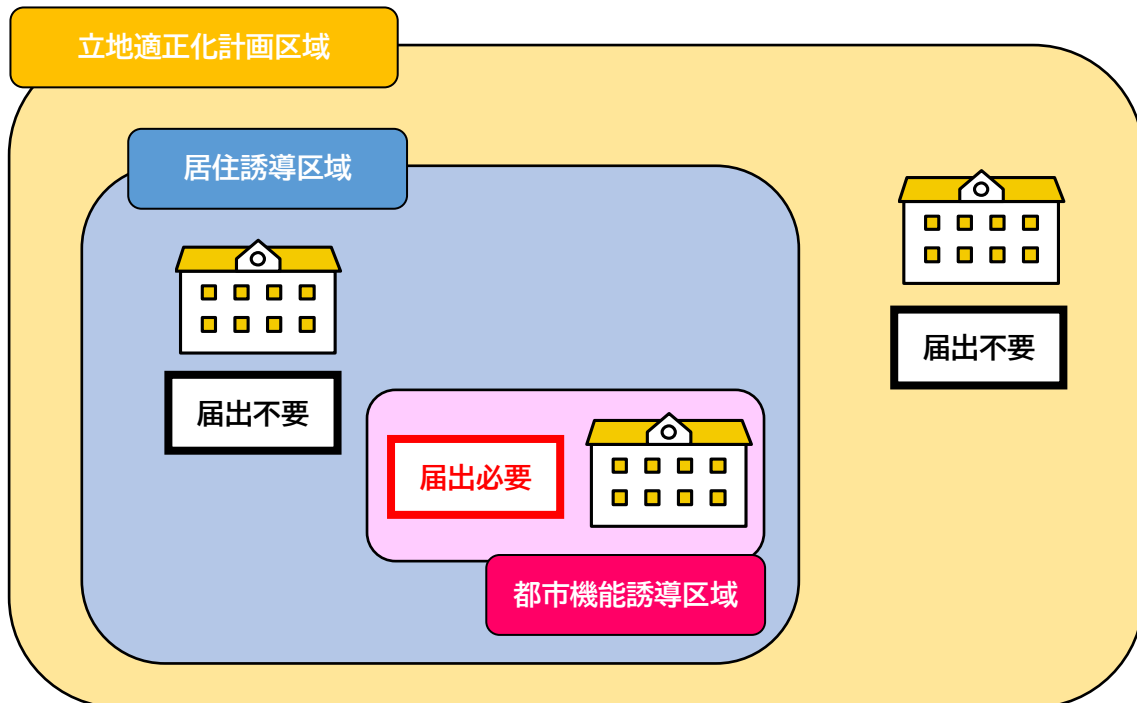 立地適正化計画区域
居住誘導区域
届出不要
届出不要
届出必要
都市機能誘導区域